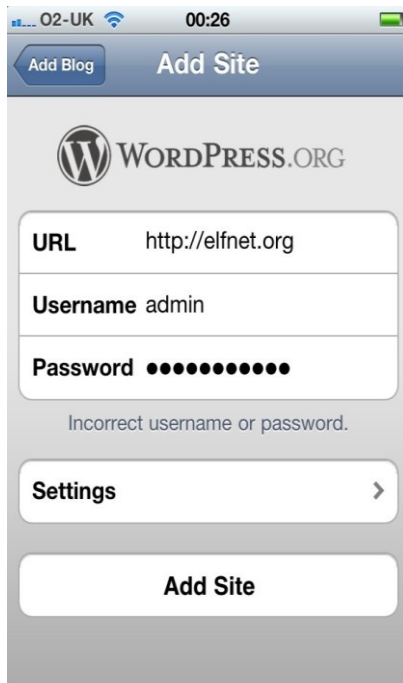 O2-UK 00:26
Add Blog Add Site
WORDPRESS.ORG
URL http://elfnet.org
Username admin
Password ●●●●●●●●●●●
Incorrect username or password.
Settings
Add Site